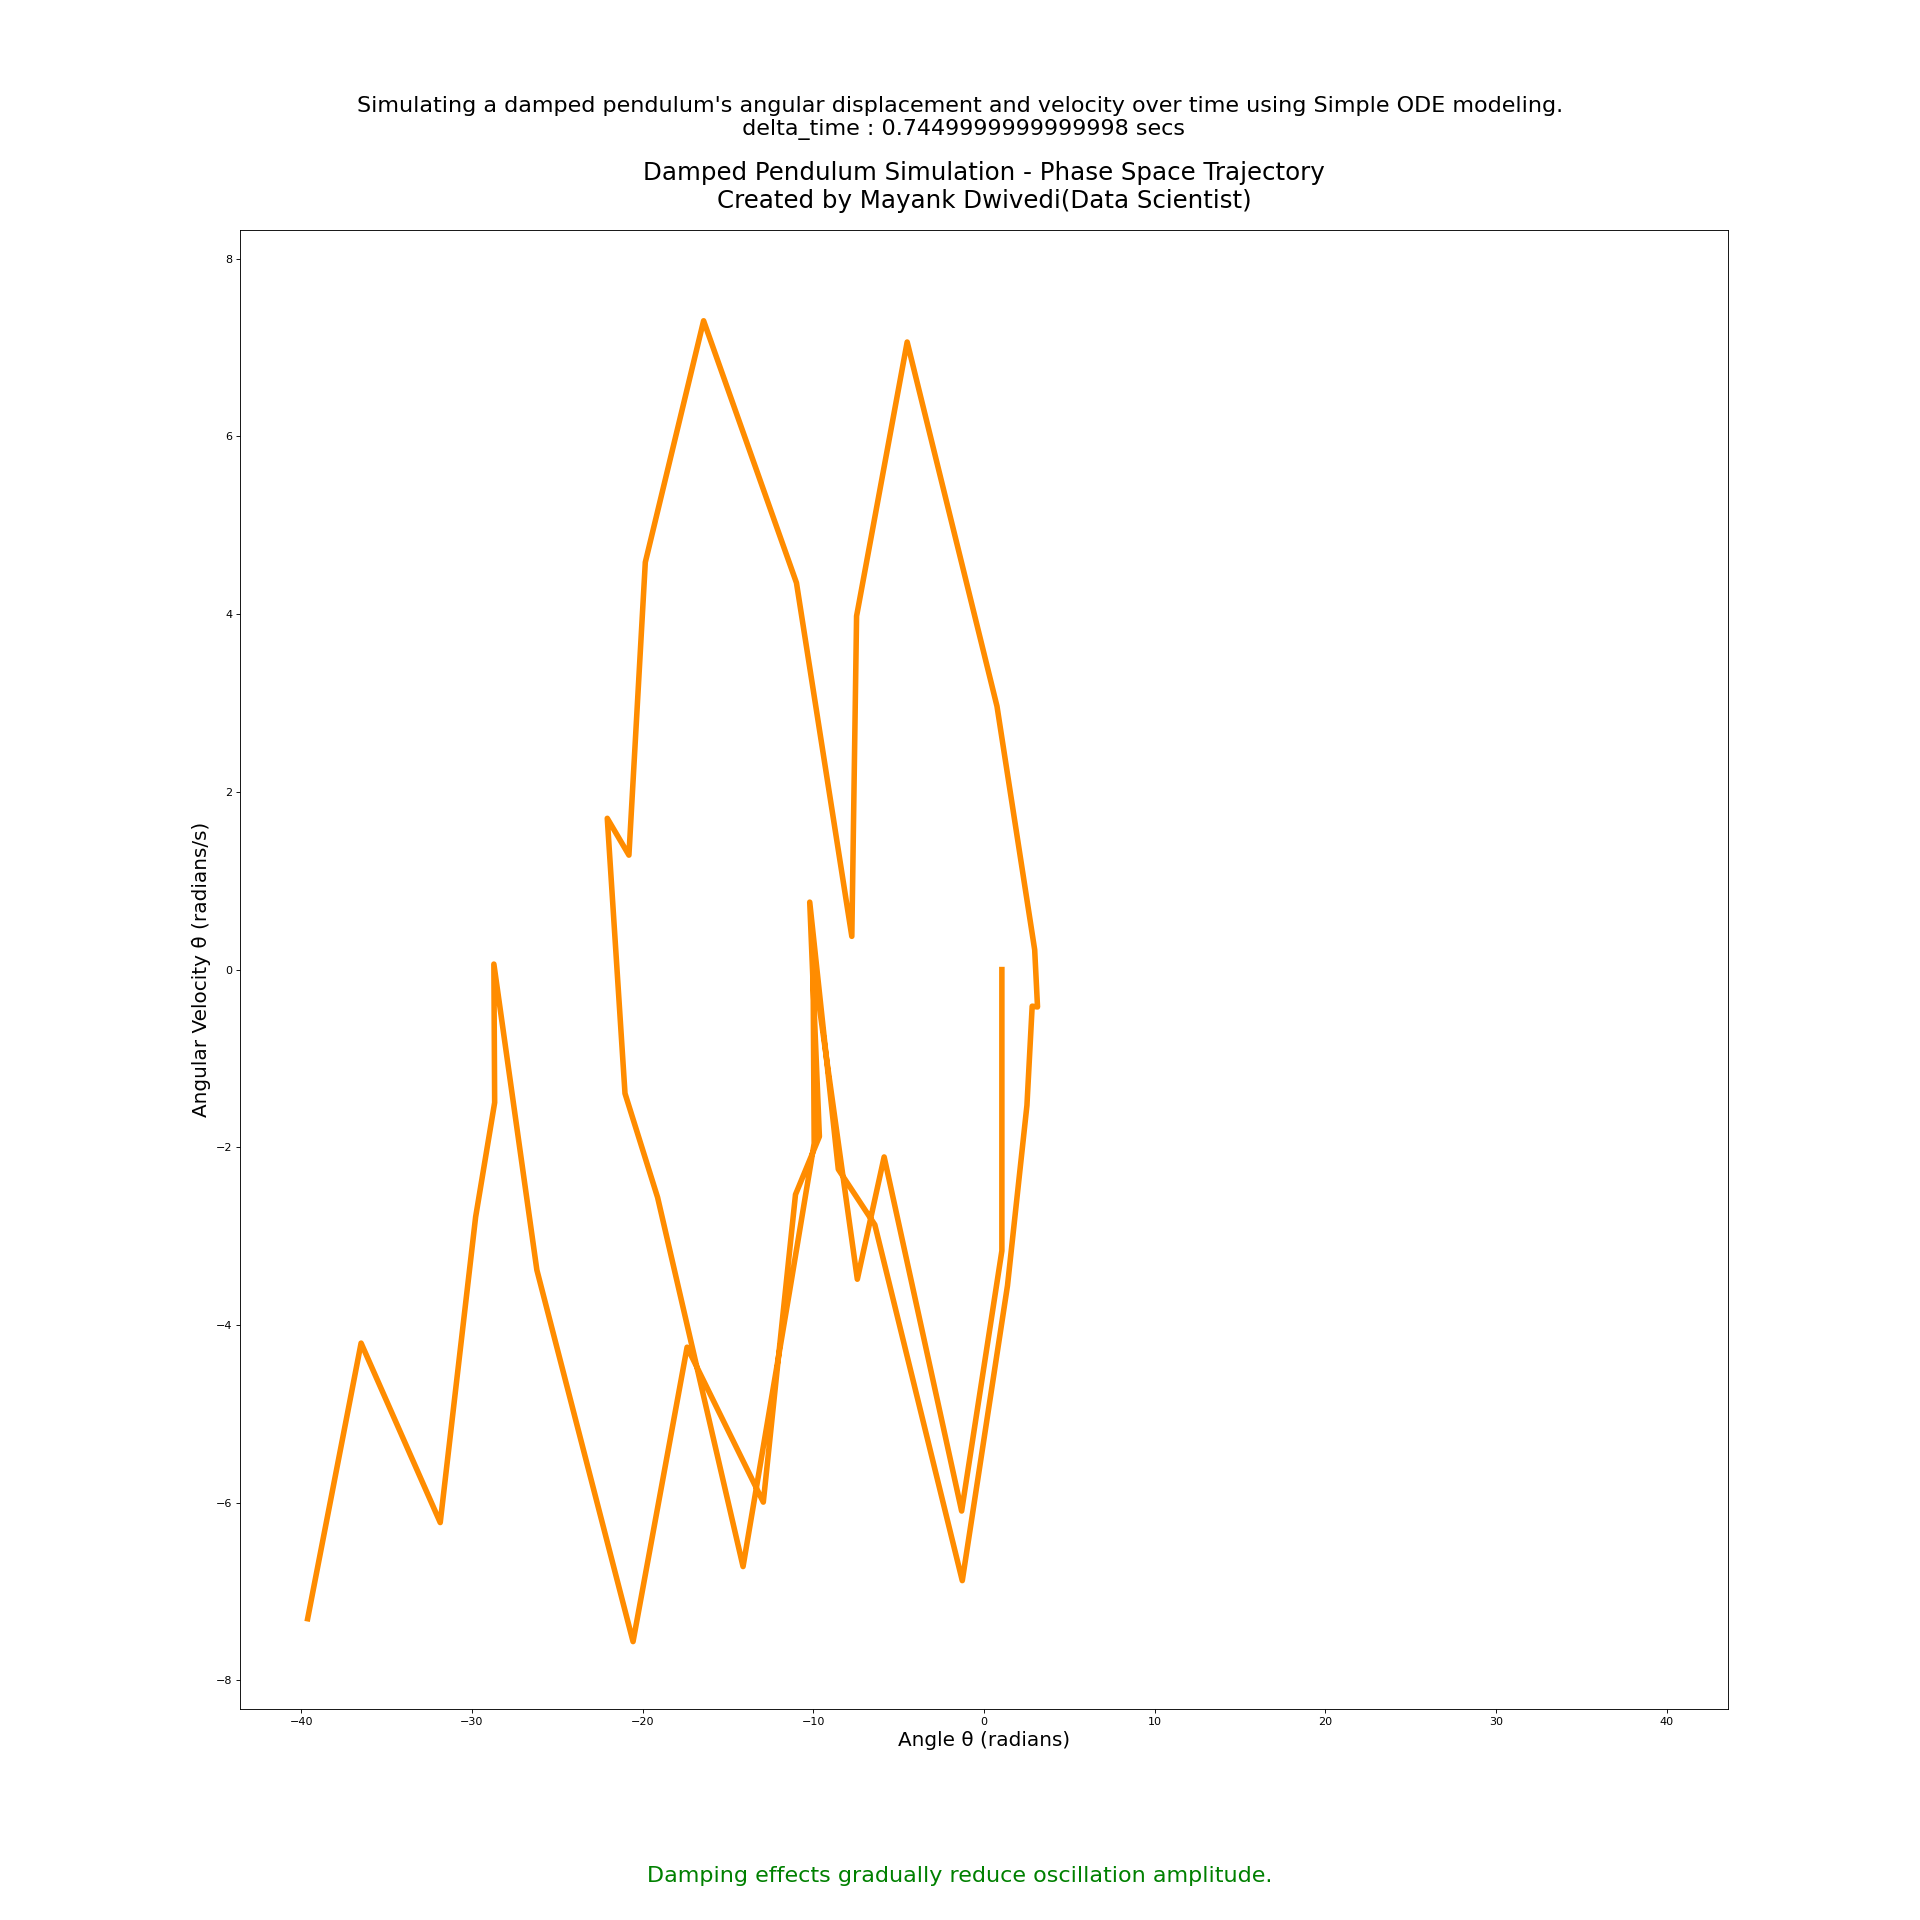 Simulating a damped pendulum's angular displacement and velocity over time using Simple ODE modeling.
delta_time : 0.7449999999999998 secs
Damped Pendulum Simulation - Phase Space Trajectory
Created by Mayank Dwivedi(Data Scientist)
8
6
4
2
0
−2
−4
−6
−8
Angular Velocity θ (radians/s)
−40
−30
−20
−10
0
10
20
30
40
Angle θ (radians)
Damping effects gradually reduce oscillation amplitude.